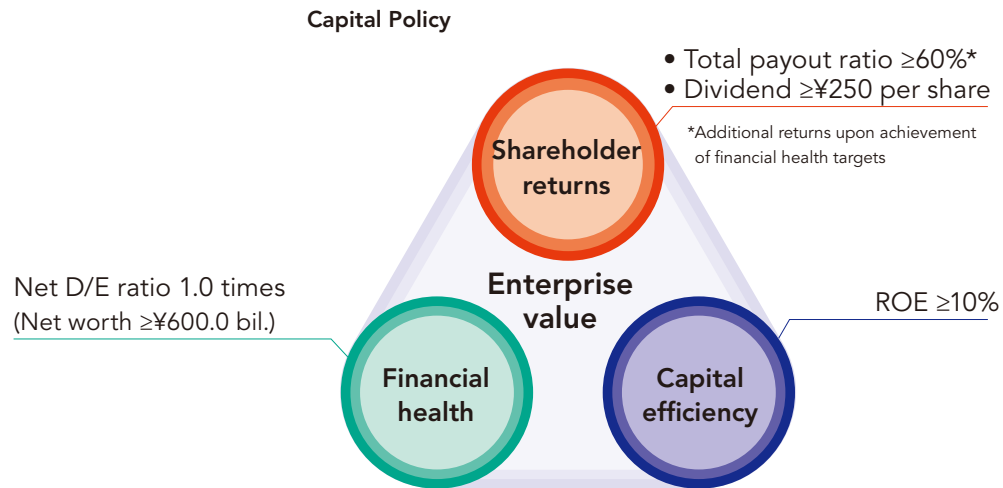 Capital Policy
• Total payout ratio ≥60%*
• Dividend ≥¥250 per share
*Additional returns upon achievement
of financial health targets
Shareholder
returns
Enterprise
value
Net D/E ratio 1.0 times
(Net worth ≥¥600.0 bil.)
ROE ≥10%
Financial
health
Capital
efficiency